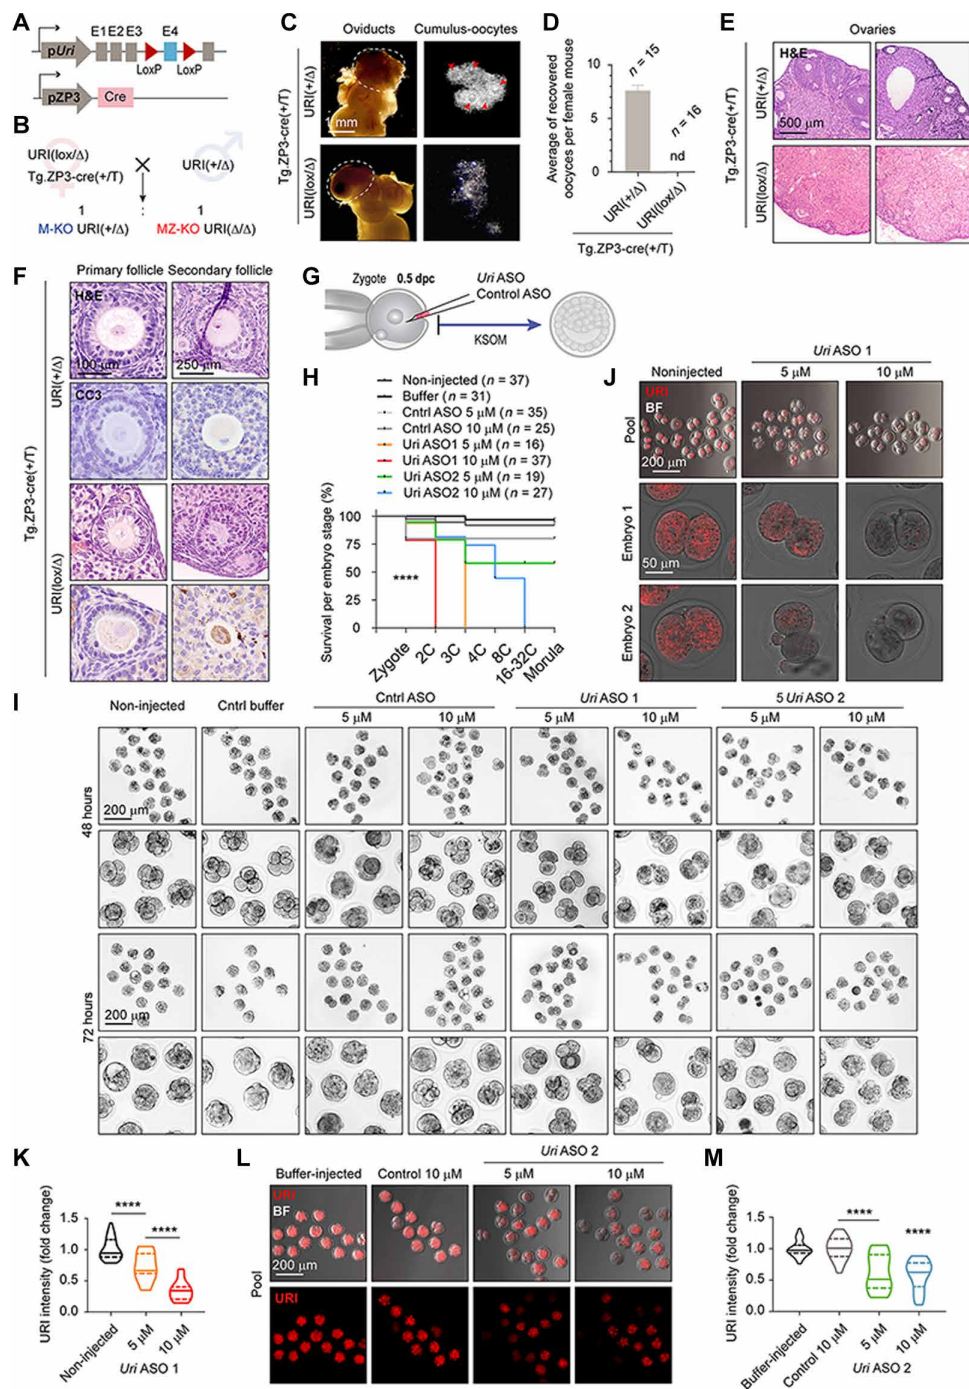 A
E1 E2 E3 E4
pUri
LoxP LoxP
pZP3 Cre
B
URI(lox/Δ)
Tg.ZP3-cre(+/T)
URI(+/Δ)
1 : 1
M-KO URI(+/Δ) MZ-KO URI(Δ/Δ)
C
Oviducts Cumulus-oocytes
Tg.ZP3-cre(+/T)
URI(+/Δ)
URI(lox/Δ)
1 mm
D
Average of recovered
oocyces per female mouse
10
8
6
4
2
0
n = 15
n = 16
nd
URI(+/Δ)
URI(lox/Δ)
Tg.ZP3-cre(+/T)
E
Ovaries
Tg.ZP3-cre(+/T)
URI(+/Δ)
URI(lox/Δ)
H&E
500 μm
F
Primary follicle Secondary follicle
Tg.ZP3-cre(+/T)
URI(+/Δ)
URI(lox/Δ)
H&E
100 μm
250 μm
CC3
G
Zygote 0.5 dpc
Uri ASO
Control ASO
KSOM
H
Non-injected (n = 37)
Buffer (n = 31)
Cntrl ASO 5 μM (n = 35)
Cntrl ASO 10 μM (n = 25)
Uri ASO1 5 μM (n = 16)
Uri ASO1 10 μM (n = 37)
Uri ASO2 5 μM (n = 19)
Uri ASO2 10 μM (n = 27)
Survival per embryo stage (%)
100
75
50
25
0
****
Zygote
2C
3C
4C
8C
16-32C
Morula
J
Uri ASO 1
Noninjected 5 μM 10 μM
URI
BF
Pool
200 μm
Embryo 1
50 μm
Embryo 2
I
Non-injected Cntrl buffer Cntrl ASO Uri ASO 1 5 Uri ASO 2
5 μM 10 μM 5 μM 10 μM 5 μM 10 μM
48 hours
200 μm
72 hours
200 μm
K
URI intensity (fold change)
1.5
1.0
0.5
0.0
**** ****
Non-injected
5 μM
10 μM
Uri ASO 1
L
Uri ASO 2
Buffer-injected Control 10 μM 5 μM 10 μM
URI
BF
200 μm
Pool
URI
M
URI intensity (fold change)
1.5
1.0
0.5
0.0
**** ****
Buffer-injected
Control 10 μM
5 μM
10 μM
Uri ASO 2